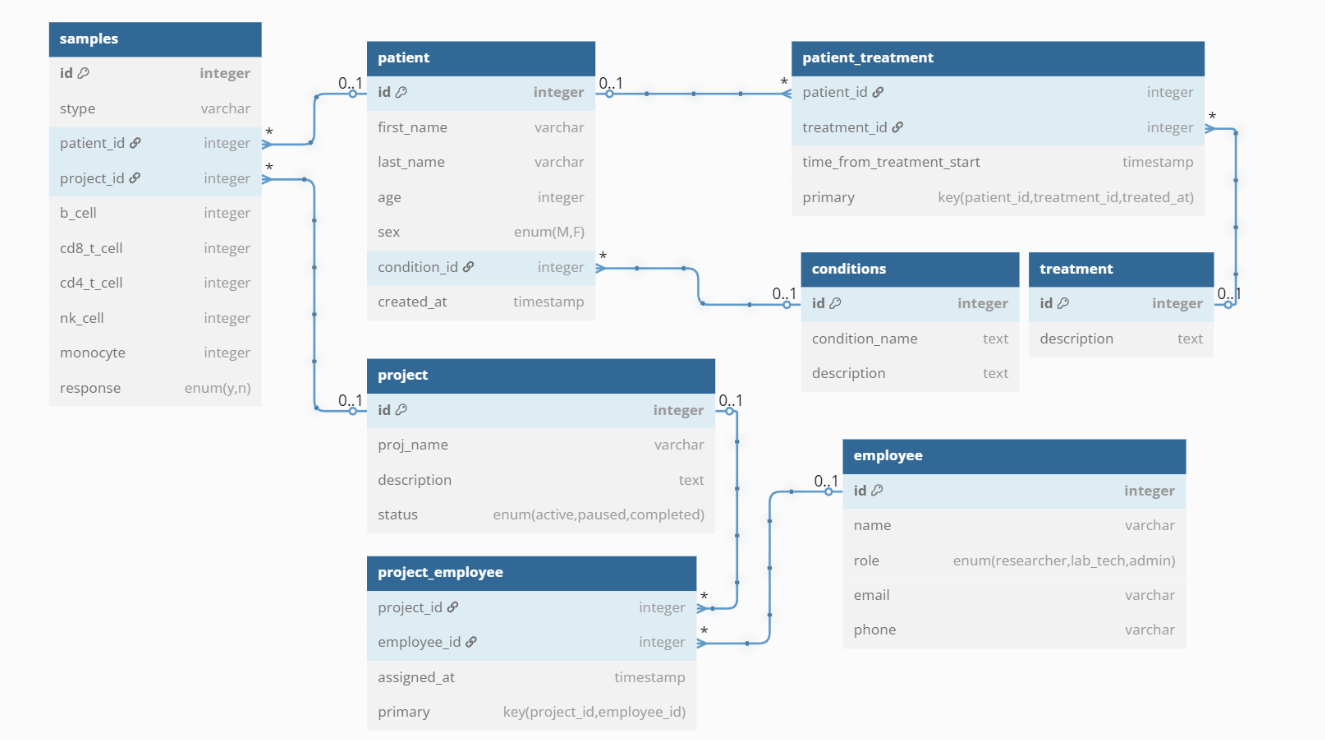 samples
id integer
stype varchar
patient_id integer
project_id integer
b_cell integer
cd8_t_cell integer
cd4_t_cell integer
nk_cell integer
monocyte integer
response enum(y,n)
*
*
0..1
0..1
patient
id integer
first_name varchar
last_name varchar
age integer
sex enum(M,F)
condition_id integer
created_at timestamp
0..1
*
*
0..1
patient_treatment
patient_id integer
treatment_id integer
time_from_treatment_start timestamp
primary key(patient_id,treatment_id,treated_at)
*
0..1
conditions
id integer
condition_name text
description text
treatment
id integer
description text
project
id integer
proj_name varchar
description text
status enum(active,paused,completed)
0..1
*
*
0..1
project_employee
project_id integer
employee_id integer
assigned_at timestamp
primary key(project_id,employee_id)
employee
id integer
name varchar
role enum(researcher,lab_tech,admin)
email varchar
phone varchar